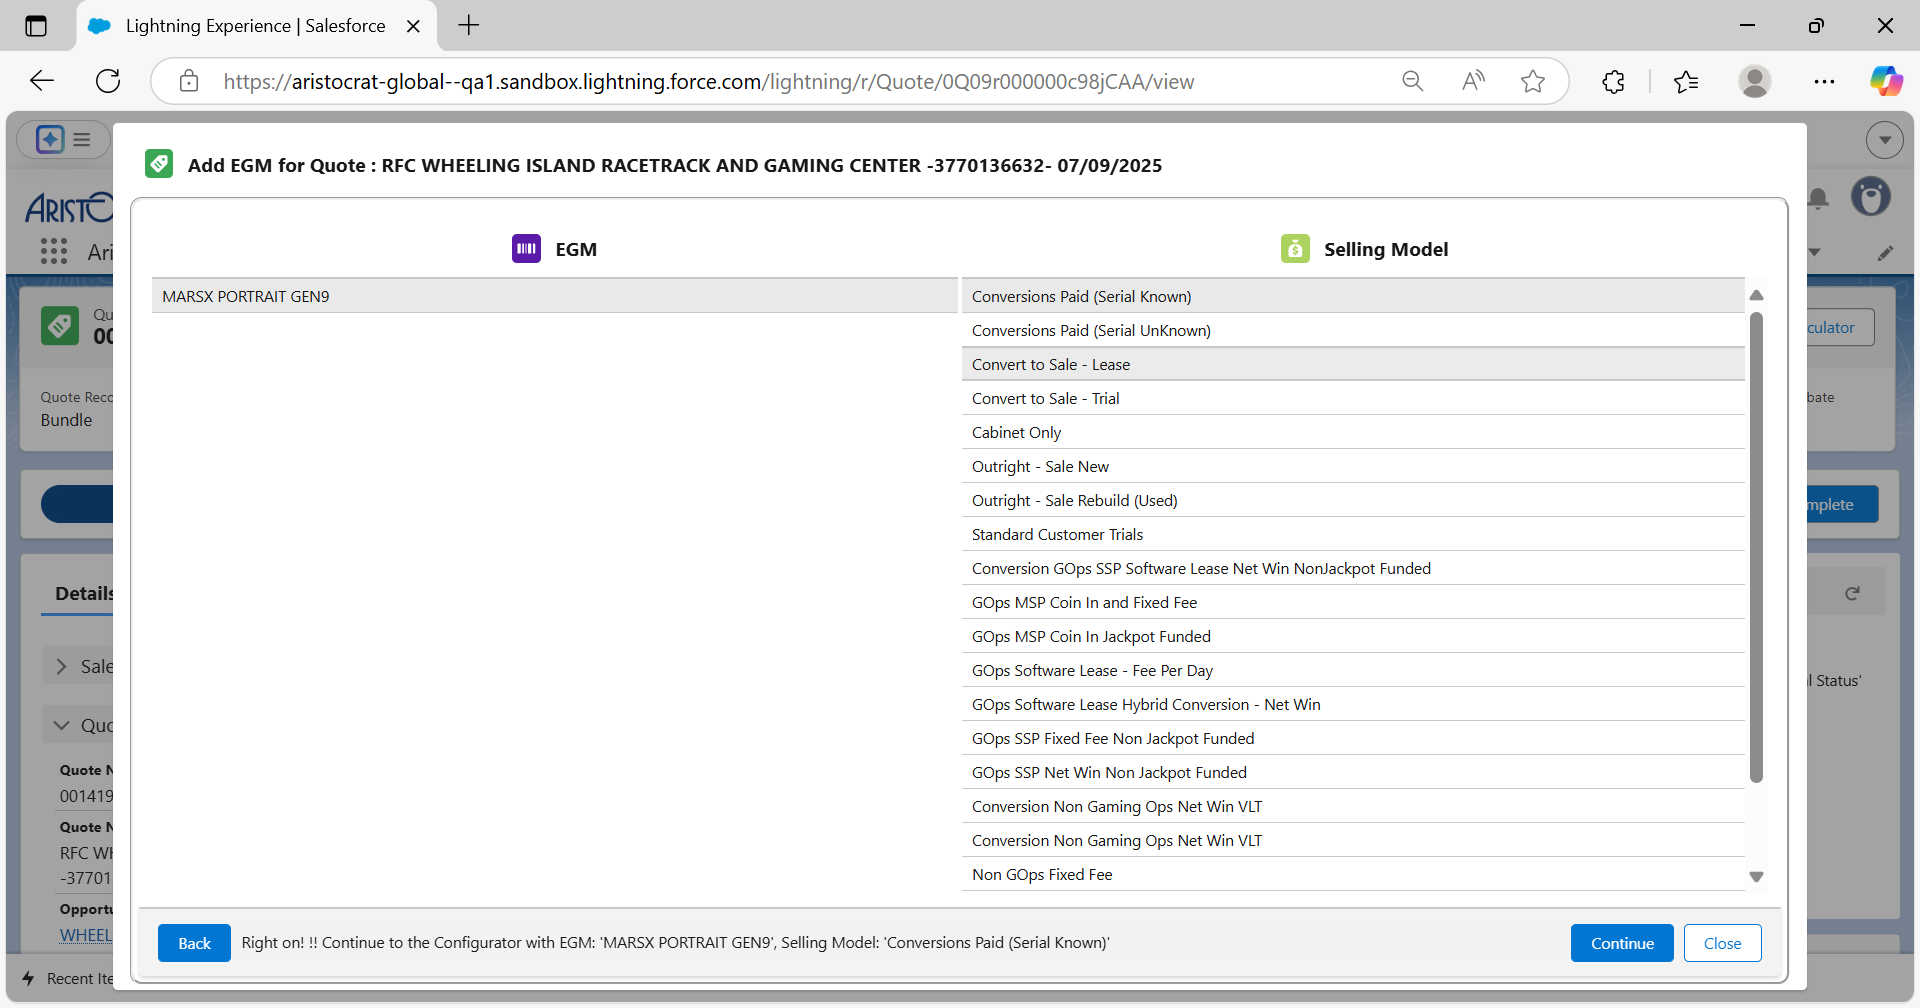 Lightning Experience | Salesforce
https://aristocrat-global--qa1.sandbox.lightning.force.com/lightning/r/Quote/0Q09r000000c98jCAA/view
Add EGM for Quote : RFC WHEELING ISLAND RACETRACK AND GAMING CENTER -3770136632- 07/09/2025
ARISTO
Ari
EGM
Selling Model
MARSX PORTRAIT GEN9
Conversions Paid (Serial Known)
Conversions Paid (Serial UnKnown)
Convert to Sale - Lease
Convert to Sale - Trial
Cabinet Only
Outright - Sale New
Outright - Sale Rebuild (Used)
Standard Customer Trials
Conversion GOps SSP Software Lease Net Win NonJackpot Funded
GOps MSP Coin In and Fixed Fee
GOps MSP Coin In Jackpot Funded
GOps Software Lease - Fee Per Day
GOps Software Lease Hybrid Conversion - Net Win
GOps SSP Fixed Fee Non Jackpot Funded
GOps SSP Net Win Non Jackpot Funded
Conversion Non Gaming Ops Net Win VLT
Conversion Non Gaming Ops Net Win VLT
Non GOps Fixed Fee
Qu
00
culator
Quote Reco
Bundle
bate
mplete
Details
Sale
Quo
l Status'
Quote N
001419
Quote N
RFC WH
-37701
Opportu
WHEEL
Back
Right on! !! Continue to the Configurator with EGM: 'MARSX PORTRAIT GEN9', Selling Model: 'Conversions Paid (Serial Known)'
Continue
Close
Recent Ite